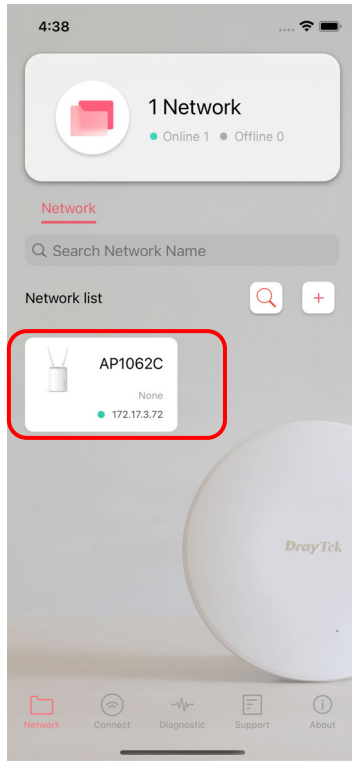 4:38
1 Network
Online 1 Offline 0
Network
Search Network Name
Network list
+
AP1062C
None
172.17.3.72
DrayTek
Network Connect Diagnostic Support About